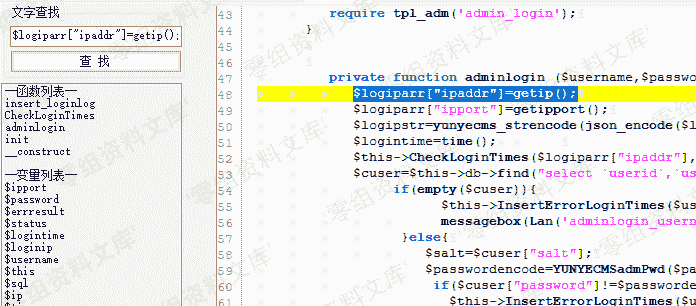 文字查找
$logiparr["ipaddr"]=getip();
查 找
—函数列表—
insert_loginlog
CheckLoginTimes
adminlogin
init
__construct
—变量列表—
$ipport
$password
$errresult
$status
$logintime
$loginip
$username
$this
$sql
$ip
43 require tpl_adm('admin_login');
44 }
45
46
47 private function adminlogin ($username,$passwo
48 $logiparr["ipaddr"]=getip();
49 $logiparr["ipport"]=getipport();
50 $logipstr=yunyecms_strencode(json_encode($l
51 $logintime=time();
52 $this->CheckLoginTimes($logiparr["ipaddr"],
53 $cuser=$this->db->find("select `userid`,`us
54 if(empty($cuser)){
55 $this->InsertErrorLoginTimes($us
56 messagebox(Lan('adminlogin_usern
57 }else{
58 $salt=$cuser["salt"];
59 $passwordencode=YUNYECMSadmPwd($pa
60 if($cuser["password"]!=$passworde
61 $this->InsertErrorLoginTimes($us
零组资料文库